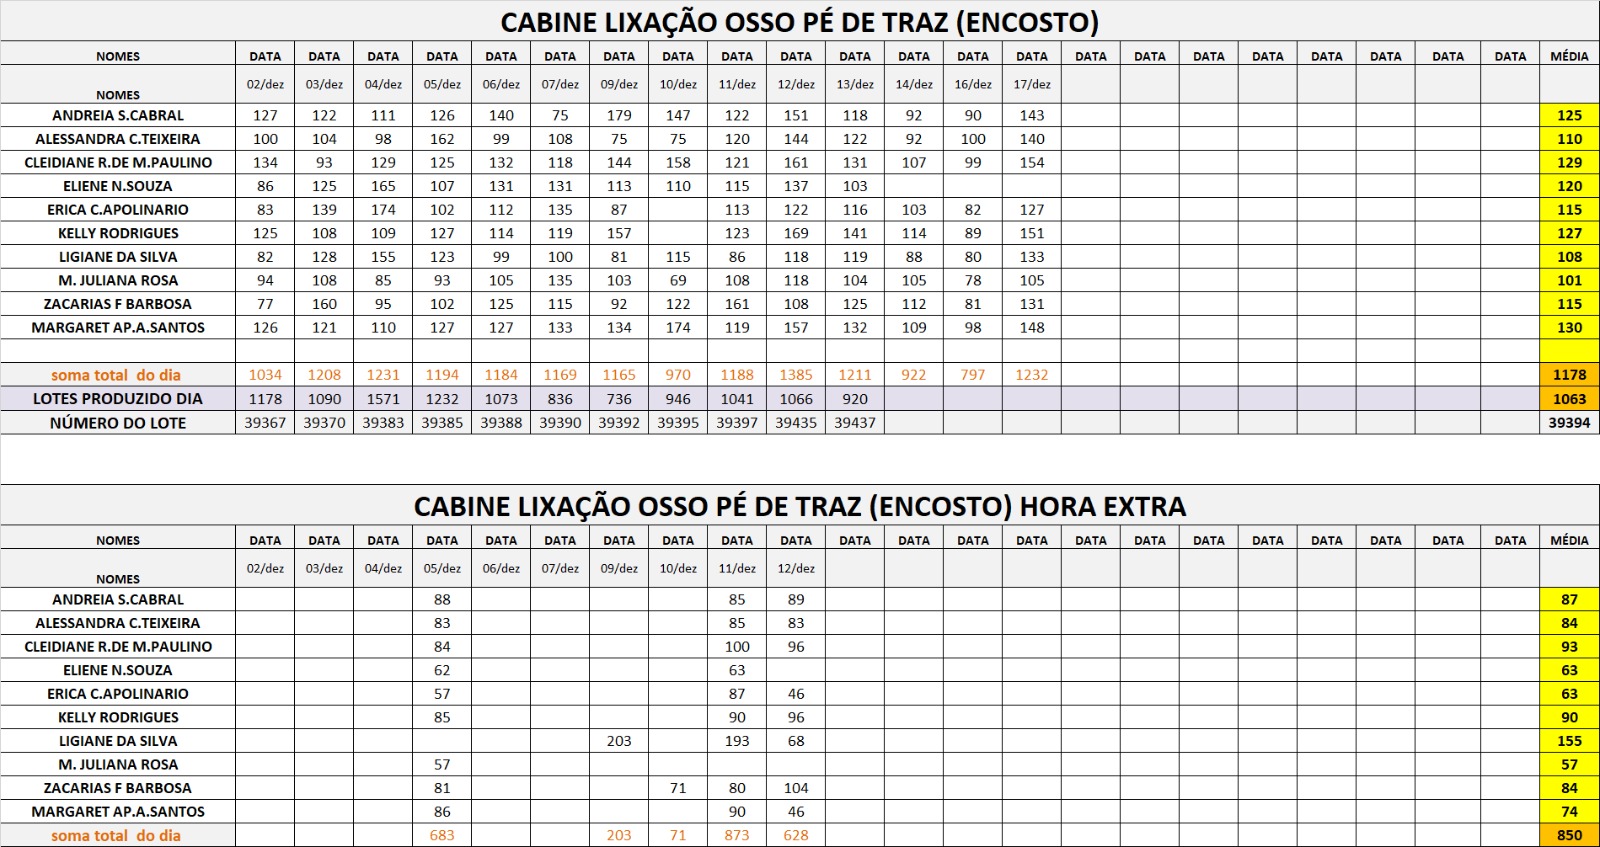 CABINE LIXAÇÃO OSSO PÉ DE TRAZ (ENCOSTO)
NOMES DATA DATA DATA DATA DATA DATA DATA DATA DATA DATA DATA DATA DATA DATA DATA DATA DATA DATA DATA DATA DATA DATA MÉDIA
NOMES 02/dez 03/dez 04/dez 05/dez 06/dez 07/dez 09/dez 10/dez 11/dez 12/dez 13/dez 14/dez 16/dez 17/dez
ANDREIA S.CABRAL 127 122 111 126 140 75 179 147 122 151 118 92 90 143 125
ALESSANDRA C.TEIXEIRA 100 104 98 162 99 108 75 75 120 144 122 92 100 140 110
CLEIDIANE R.DE M.PAULINO 134 93 129 125 132 118 144 158 121 161 131 107 99 154 129
ELIENE N.SOUZA 86 125 165 107 131 131 113 110 115 137 103 120
ERICA C.APOLINARIO 83 139 174 102 112 135 87 113 122 116 103 82 127 115
KELLY RODRIGUES 125 108 109 127 114 119 157 123 169 141 114 89 151 127
LIGIANE DA SILVA 82 128 155 123 99 100 81 115 86 118 119 88 80 133 108
M. JULIANA ROSA 94 108 85 93 105 135 103 69 108 118 104 105 78 105 101
ZACARIAS F BARBOSA 77 160 95 102 125 115 92 122 161 108 125 112 81 131 115
MARGARET AP.A.SANTOS 126 121 110 127 127 133 134 174 119 157 132 109 98 148 130
soma total do dia 1034 1208 1231 1194 1184 1169 1165 970 1188 1385 1211 922 797 1232 1178
LOTES PRODUZIDO DIA 1178 1090 1571 1232 1073 836 736 946 1041 1066 920 1063
NÚMERO DO LOTE 39367 39370 39383 39385 39388 39390 39392 39395 39397 39435 39437 39394
CABINE LIXAÇÃO OSSO PÉ DE TRAZ (ENCOSTO) HORA EXTRA
NOMES DATA DATA DATA DATA DATA DATA DATA DATA DATA DATA DATA DATA DATA DATA DATA DATA DATA DATA DATA DATA DATA DATA MÉDIA
NOMES 02/dez 03/dez 04/dez 05/dez 06/dez 07/dez 09/dez 10/dez 11/dez 12/dez
ANDREIA S.CABRAL 88 85 89 87
ALESSANDRA C.TEIXEIRA 83 85 83 84
CLEIDIANE R.DE M.PAULINO 84 100 96 93
ELIENE N.SOUZA 62 63 63
ERICA C.APOLINARIO 57 87 46 63
KELLY RODRIGUES 85 90 96 90
LIGIANE DA SILVA 203 193 68 155
M. JULIANA ROSA 57 57
ZACARIAS F BARBOSA 81 71 80 104 84
MARGARET AP.A.SANTOS 86 90 46 74
soma total do dia 683 203 71 873 628 850